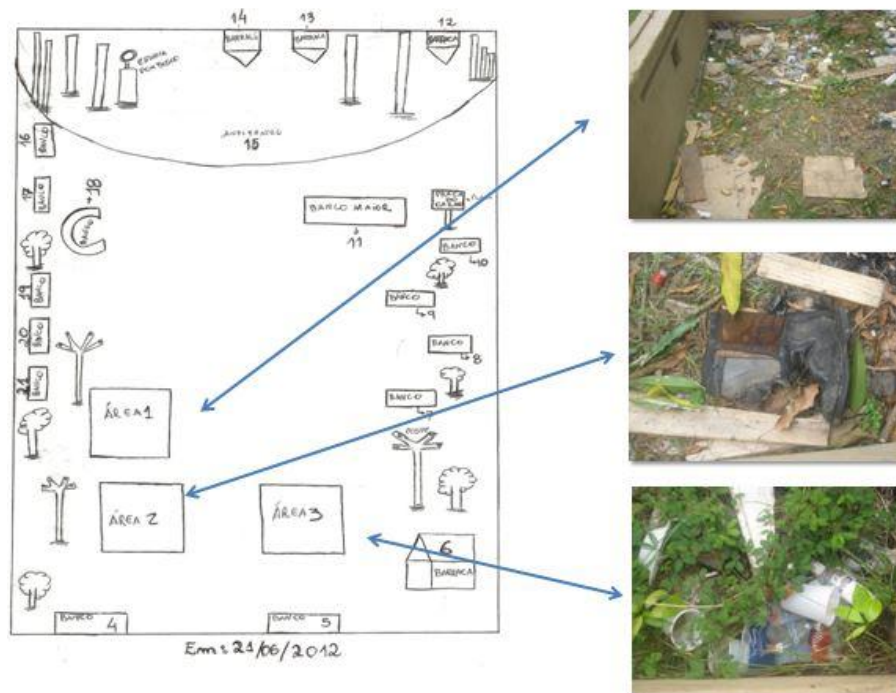 14
13
12
BARRACA
BARRACA
BARRACA
15
16
BANCO
17
BANCO
+18
BANCO
BANCO MAIOR
11
PRAÇA
BANCO
10
19
BANCO
BANCO
9
20
BANCO
BANCO
8
21
BANCO
BANCO
7
ÁREA 1
ÁREA 2
ÁREA 3
6
BARRACA
BANCO 4
BANCO 5
Em: 21/06/2012